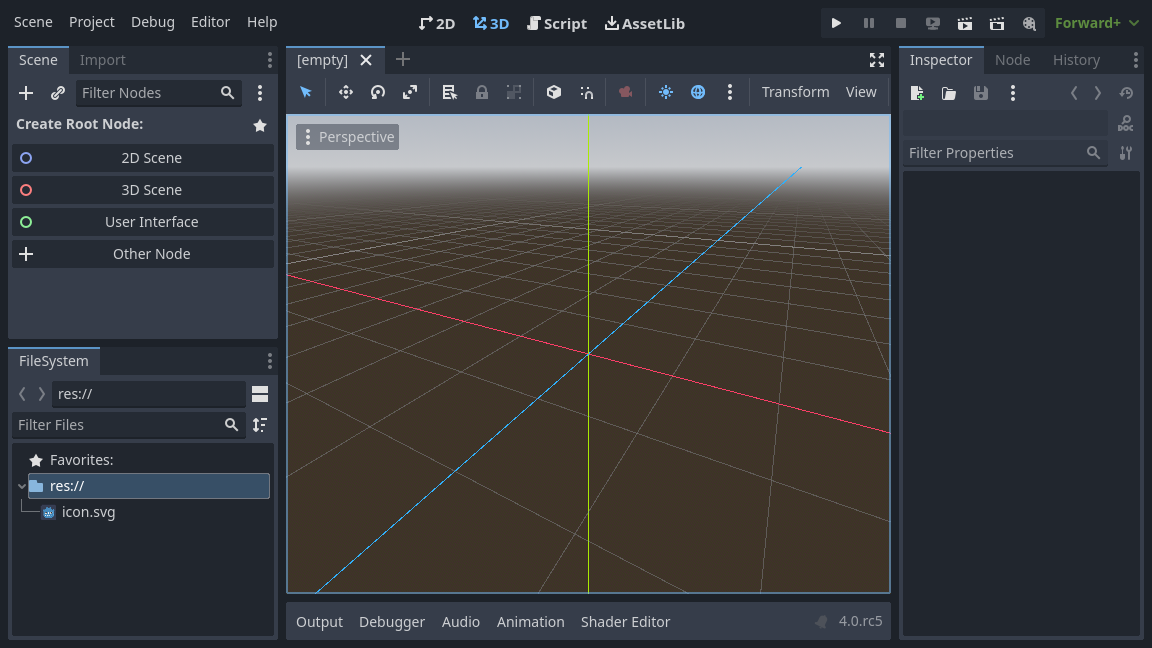 Scene Project Debug Editor Help 2D 3D Script AssetLib Forward+
Scene Import
Filter Nodes
Create Root Node:
2D Scene
3D Scene
User Interface
Other Node
FileSystem
res://
Filter Files
Favorites:
res://
icon.svg
[empty]
Transform View
Perspective
Output Debugger Audio Animation Shader Editor 4.0.rc5
Inspector Node History
DOC
Filter Properties